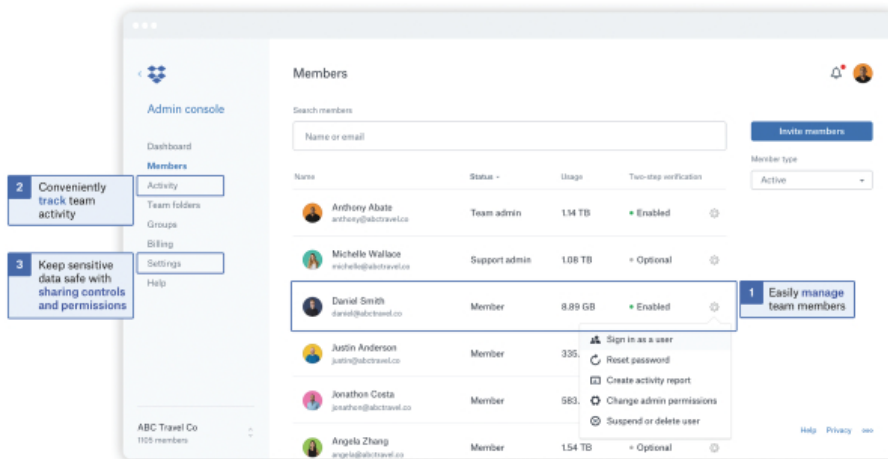 Members
Admin console
Search members
Name or email
Invite members
Dashboard
Members
Activity
Team folders
Groups
Billing
Settings
Help
2
Conveniently
track team
activity
3
Keep sensitive
data safe with
sharing controls
and permissions
Member type
Active
Name Status Usage Two-step verification
Anthony Abate
anthony@abctravel.co
Team admin 1.14 TB Enabled
Michelle Wallace
michelle@abctravel.co
Support admin 1.08 TB Optional
Daniel Smith
daniel@abctravel.co
Member 8.89 GB Enabled
1
Easily manage
team members
Sign in as a user
Reset password
Create activity report
Change admin permissions
Suspend or delete user
Justin Anderson
justin@abctravel.co
Member 335.
Jonathon Costa
jonathon@abctravel.co
Member 583.
Angela Zhang
angela@abctravel.co
Member 1.54 TB Optional
ABC Travel Co
1105 members
Help Privacy